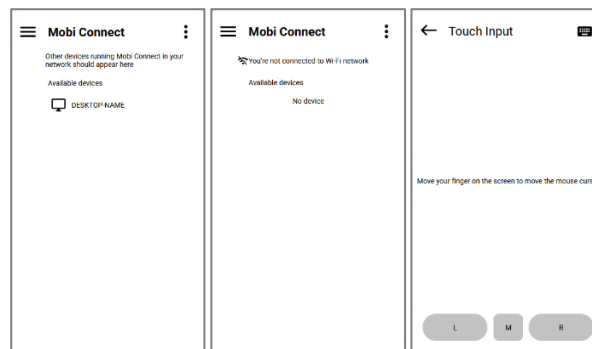 Mobi Connect
Other devices running Mobi Connect in your
network should appear here
Available devices
DESKTOP-NAME
Mobi Connect
You're not connected to Wi-Fi network
Available devices
No device
Touch Input
Move your finger on the screen to move the mouse curs
L
M
R